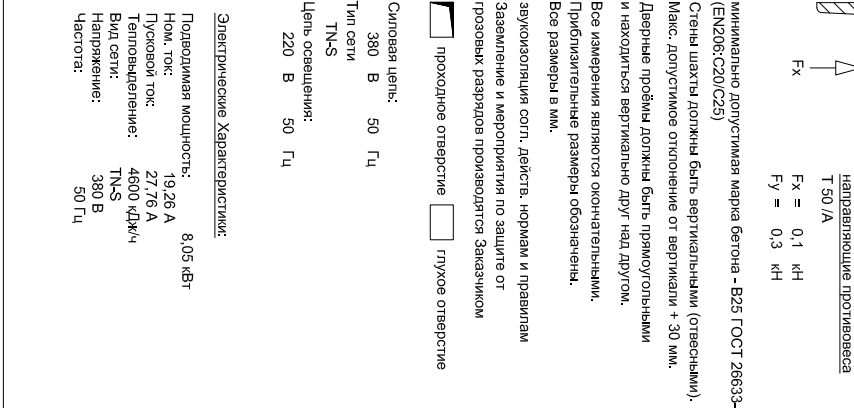 направляющие противовеса
T 50 /A
Fx = 0,1 кН
Fy = 0,3 кН
Fx
минимально допустимая марка бетона - B25 ГОСТ 26633-
(EN206:C20/C25)
Стены шахты должны быть вертикальными (отвесными).
Макс. допустимое отклонение от вертикали + 30 мм.
Дверные проёмы должны быть прямоугольными
и находиться вертикально друг над другом.
Все измерения являются окончательными.
Приблизительные размеры обозначены.
Все размеры в мм.
звукоизоляция согл. действ. нормам и правилам
Заземление и мероприятия по защите от
грозовых разрядов производятся Заказчиком
проходное отверстие глухое отверстие
Силовая цепь:
380 В 50 Гц
Тип сети
TN-S
Цепь освещения:
220 В 50 Гц
Электрические Характеристики:
Подводимая мощность: 8,05 кВт
Ном. ток: 19,26 А
Пусковой ток: 27,76 А
Тепловыделение: 4600 кДж/ч
Вид сети: TN-S
Напряжение: 380 В
Частота: 50 Гц